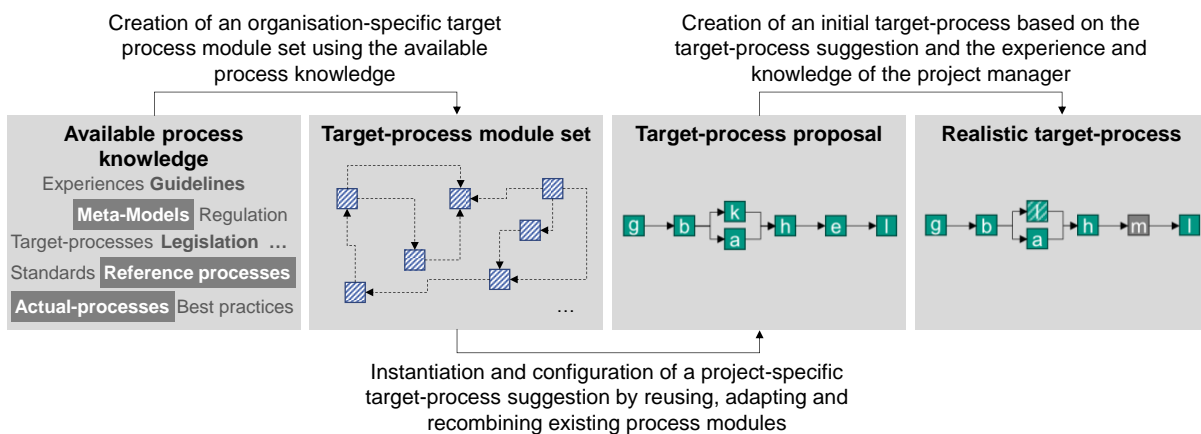 Creation of an organisation-specific target
process module set using the available
process knowledge
Creation of an initial target-process based on the
target-process suggestion and the experience and
knowledge of the project manager
Available process
knowledge
Experiences Guidelines
Meta-Models Regulation
Target-processes Legislation ...
Standards Reference processes
Actual-processes Best practices
Target-process module set
...
Target-process proposal
g b k a h e l
Realistic target-process
g b a h m l
Instantiation and configuration of a project-specific
target-process suggestion by reusing, adapting and
recombining existing process modules